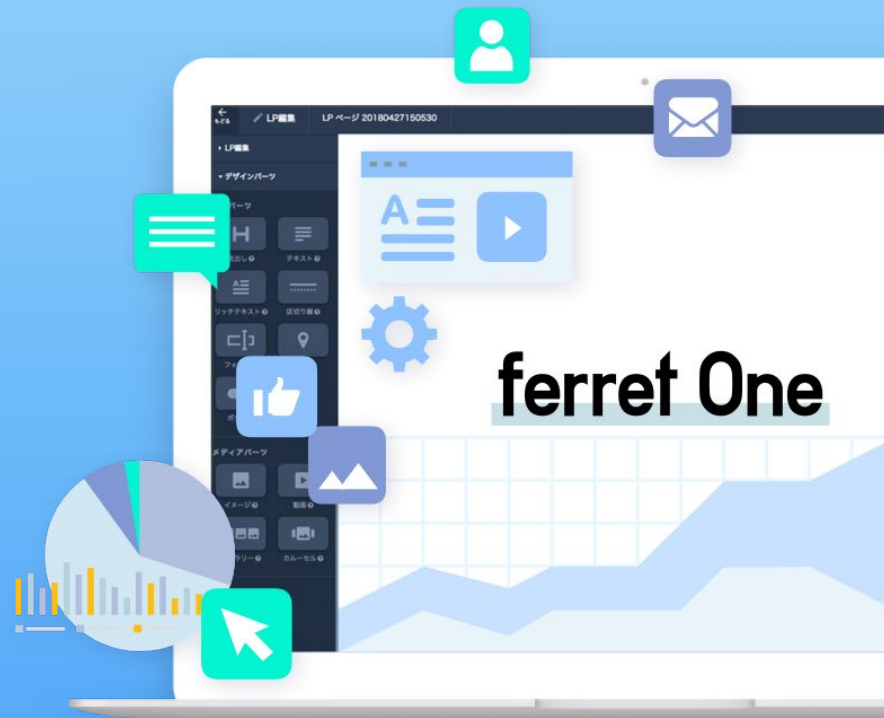 もどる
LP編集
LP ページ 20180427150530
LP編集
デザインパーツ
テキスト
リッチテキスト
区切り線
メディアパーツ
イメージ
動画
カルーセル
ferret One